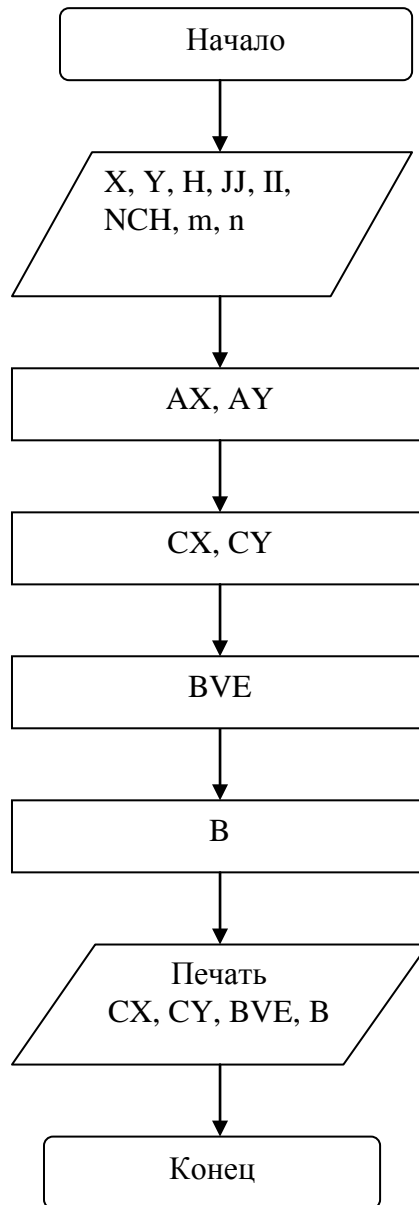 Начало
X, Y, H, JJ, II,
NCH, m, n
AX, AY
CX, CY
BVE
B
Печать
CX, CY, BVE, B
Конец